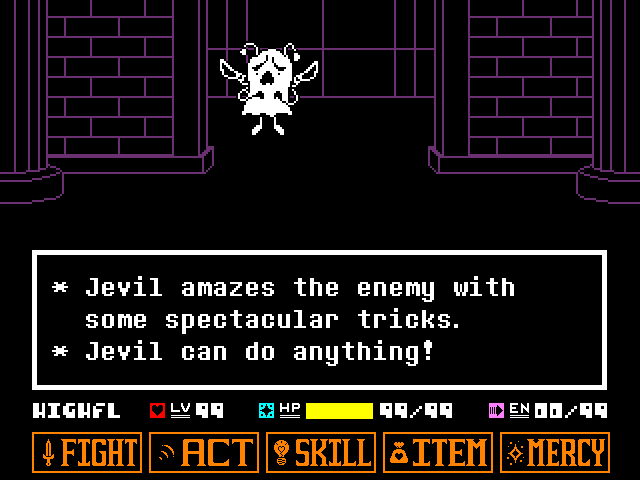 * Jevil amazes the enemy with
some spectacular tricks.
* Jevil can do anything!
HIGHFL LV 99 HP 99/99 EN 00/99
FIGHT ACT SKILL ITEM MERCY